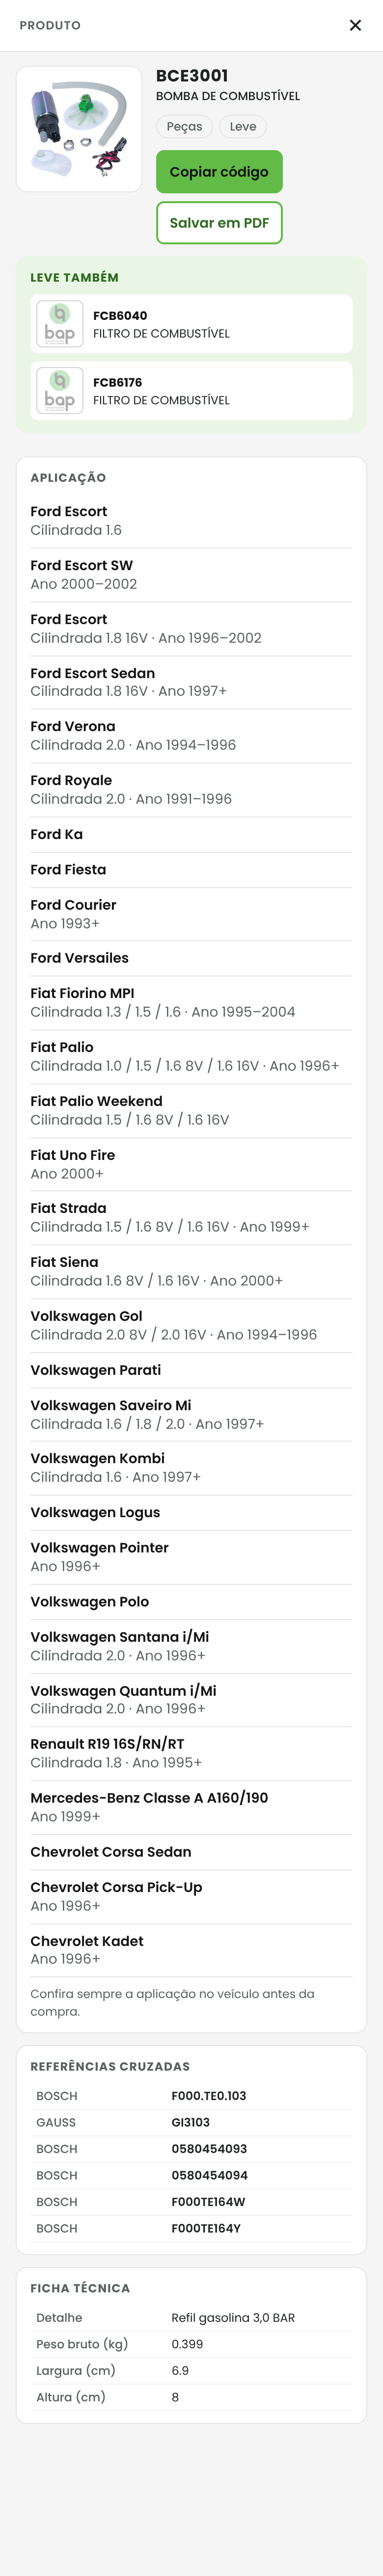 PRODUTO
BCE3001
BOMBA DE COMBUSTÍVEL
Peças
Leve
Copiar código
Salvar em PDF
LEVE TAMBÉM
bap
FCB6040
FILTRO DE COMBUSTÍVEL
bap
FCB6176
FILTRO DE COMBUSTÍVEL
APLICAÇÃO
Ford Escort
Cilindrada 1.6
Ford Escort SW
Ano 2000–2002
Ford Escort
Cilindrada 1.8 16V · Ano 1996–2002
Ford Escort Sedan
Cilindrada 1.8 16V · Ano 1997+
Ford Verona
Cilindrada 2.0 · Ano 1994–1996
Ford Royale
Cilindrada 2.0 · Ano 1991–1996
Ford Ka
Ford Fiesta
Ford Courier
Ano 1993+
Ford Versailes
Fiat Fiorino MPI
Cilindrada 1.3 / 1.5 / 1.6 · Ano 1995–2004
Fiat Palio
Cilindrada 1.0 / 1.5 / 1.6 8V / 1.6 16V · Ano 1996+
Fiat Palio Weekend
Cilindrada 1.5 / 1.6 8V / 1.6 16V
Fiat Uno Fire
Ano 2000+
Fiat Strada
Cilindrada 1.5 / 1.6 8V / 1.6 16V · Ano 1999+
Fiat Siena
Cilindrada 1.6 8V / 1.6 16V · Ano 2000+
Volkswagen Gol
Cilindrada 2.0 8V / 2.0 16V · Ano 1994–1996
Volkswagen Parati
Volkswagen Saveiro Mi
Cilindrada 1.6 / 1.8 / 2.0 · Ano 1997+
Volkswagen Kombi
Cilindrada 1.6 · Ano 1997+
Volkswagen Logus
Volkswagen Pointer
Ano 1996+
Volkswagen Polo
Volkswagen Santana i/Mi
Cilindrada 2.0 · Ano 1996+
Volkswagen Quantum i/Mi
Cilindrada 2.0 · Ano 1996+
Renault R19 16S/RN/RT
Cilindrada 1.8 · Ano 1995+
Mercedes-Benz Classe A A160/190
Ano 1999+
Chevrolet Corsa Sedan
Chevrolet Corsa Pick-Up
Ano 1996+
Chevrolet Kadet
Ano 1996+
Confira sempre a aplicação no veículo antes da
compra.
REFERÊNCIAS CRUZADAS
BOSCH F000.TE0.103
GAUSS GI3103
BOSCH 0580454093
BOSCH 0580454094
BOSCH F000TE164W
BOSCH F000TE164Y
FICHA TÉCNICA
Detalhe Refil gasolina 3,0 BAR
Peso bruto (kg) 0.399
Largura (cm) 6.9
Altura (cm) 8